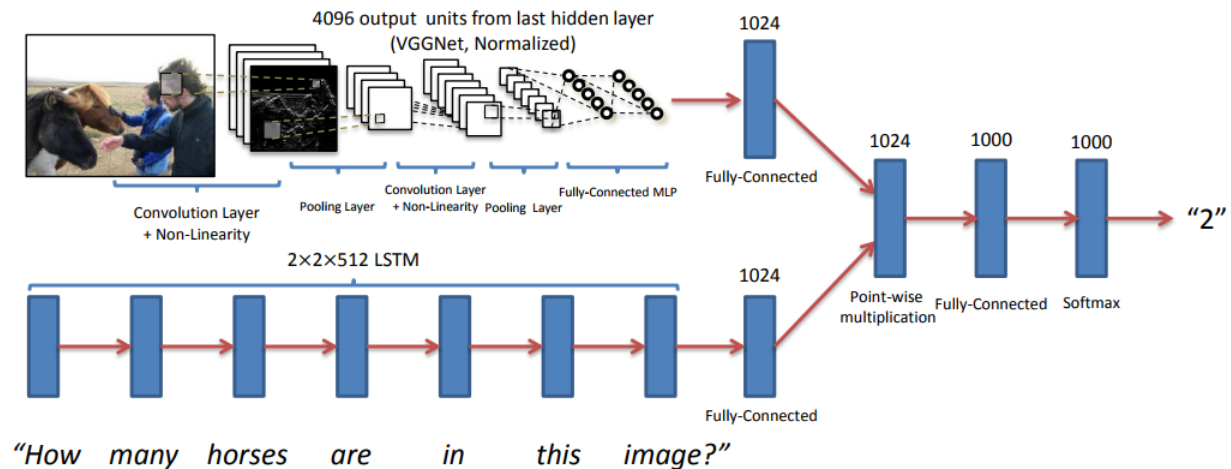 4096 output units from last hidden layer
(VGGNet, Normalized)
1024
Fully-Connected
Convolution Layer
+ Non-Linearity
Pooling Layer
Convolution Layer
+ Non-Linearity
Pooling Layer
Fully-Connected MLP
1024
1000
1000
"2"
Point-wise
multiplication
Fully-Connected
Softmax
2×2×512 LSTM
1024
Fully-Connected
"How many horses are in this image?"